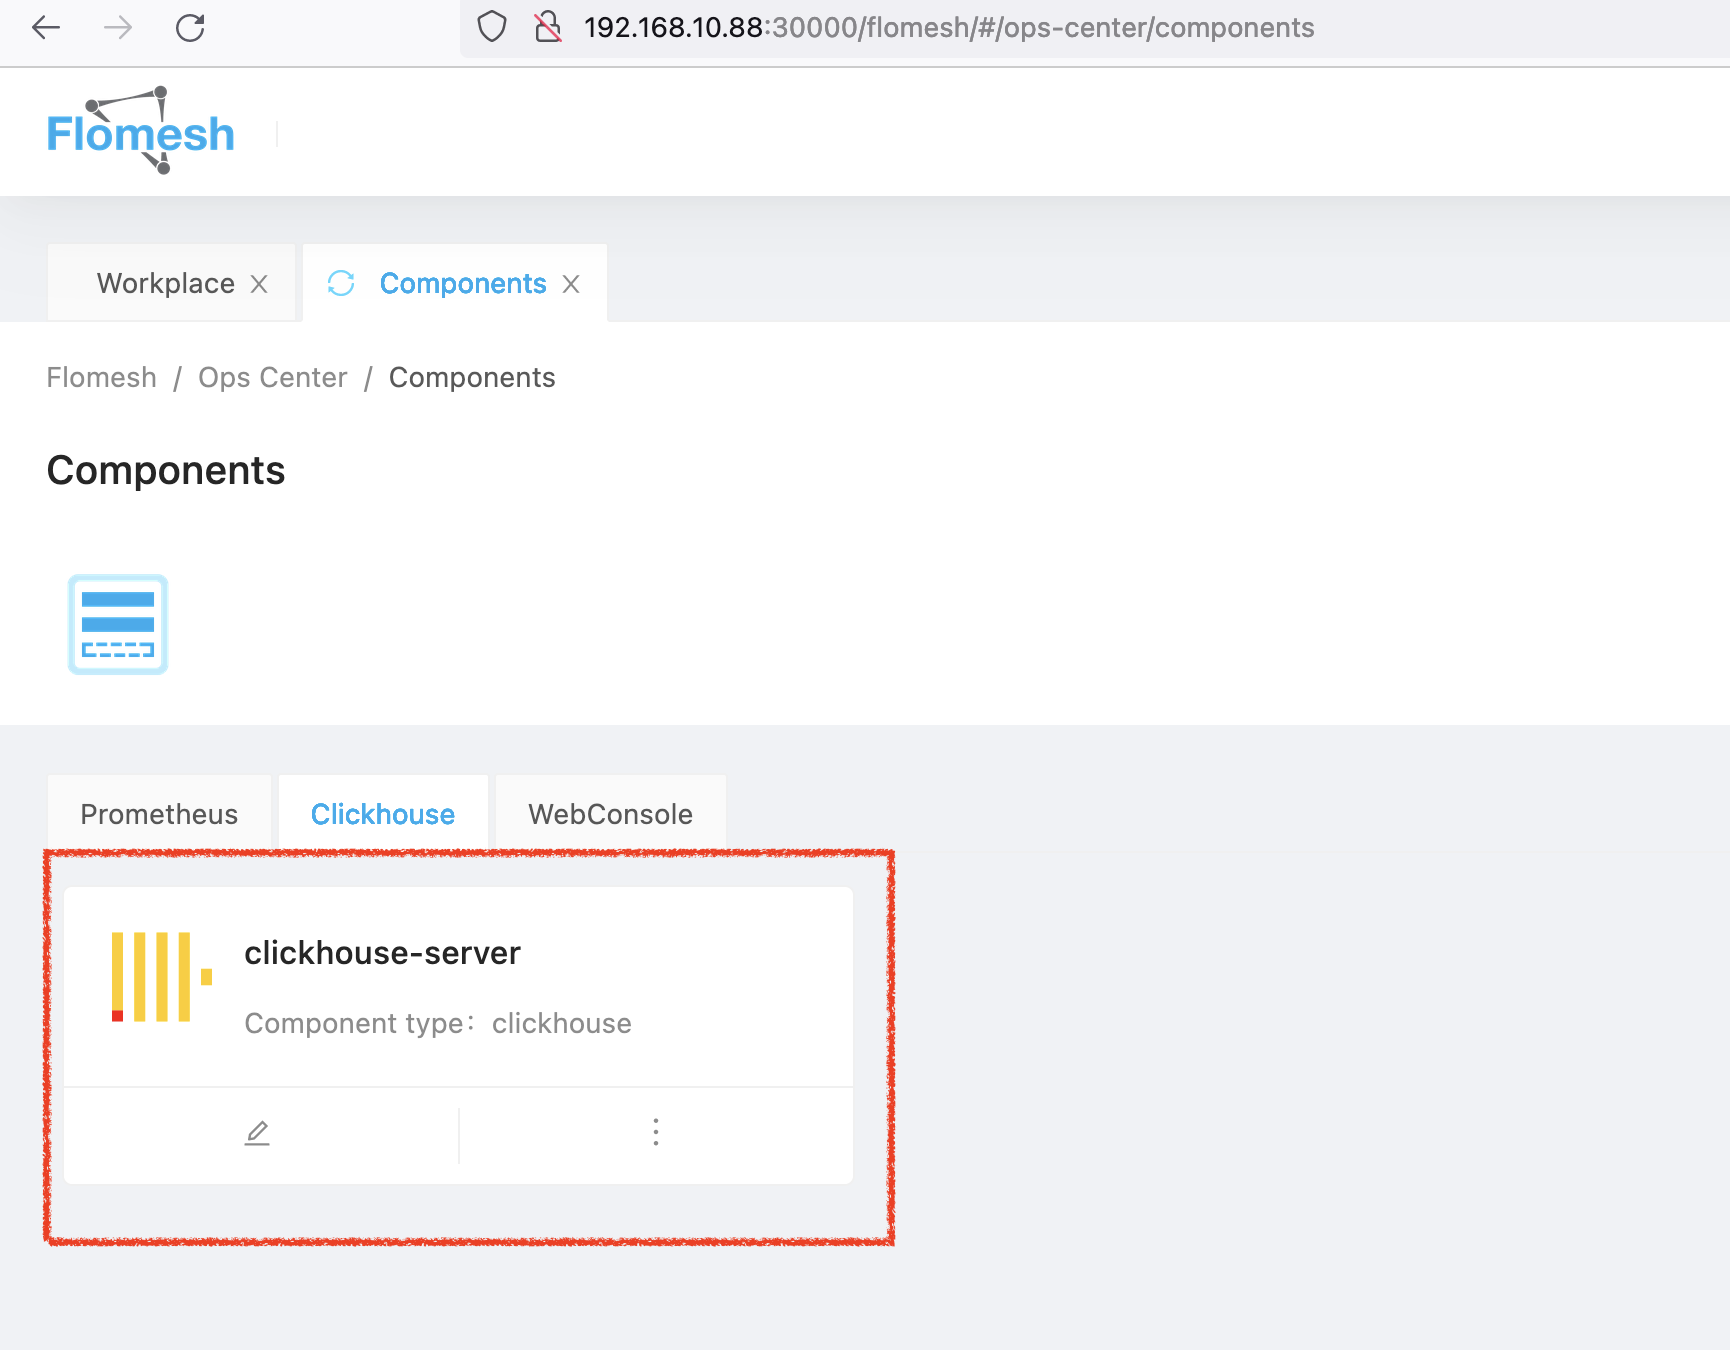 192.168.10.88:30000/flomesh/#/ops-center/components
Flomesh
Workplace Components
Flomesh / Ops Center / Components
Components
Prometheus Clickhouse WebConsole
clickhouse-server
Component type: clickhouse